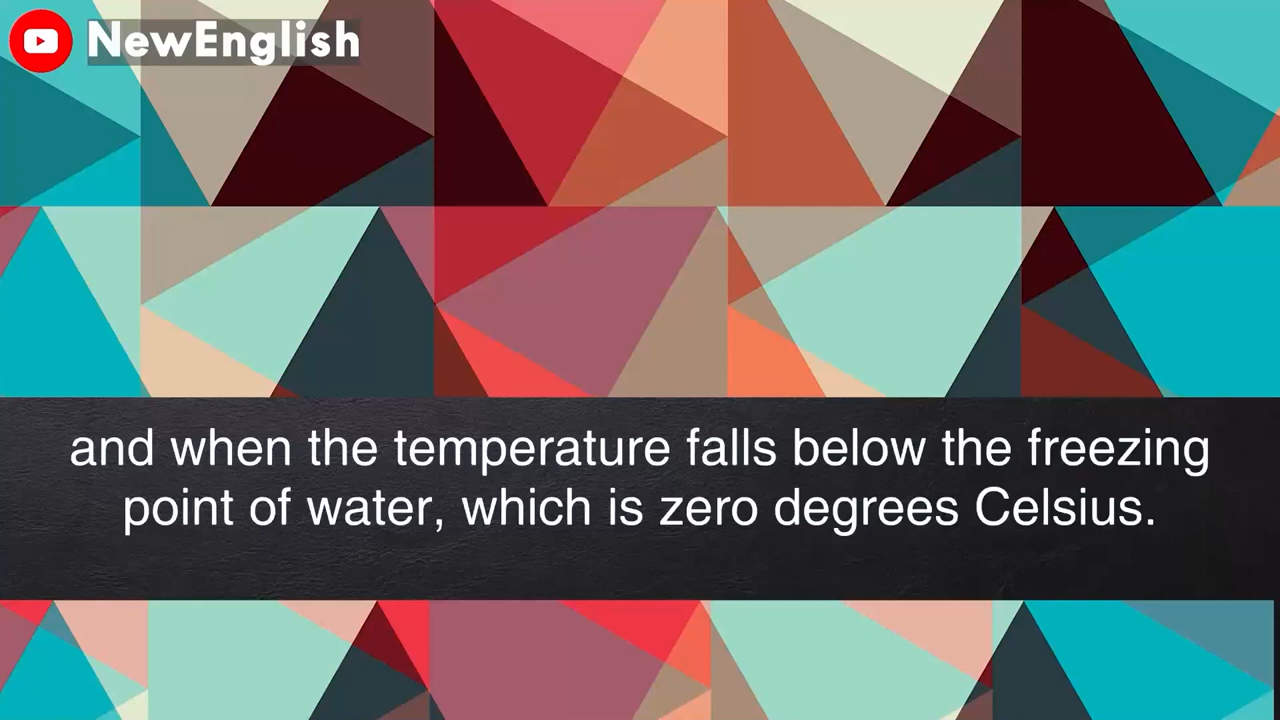 NewEnglish
and when the temperature falls below the freezing
point of water, which is zero degrees Celsius.